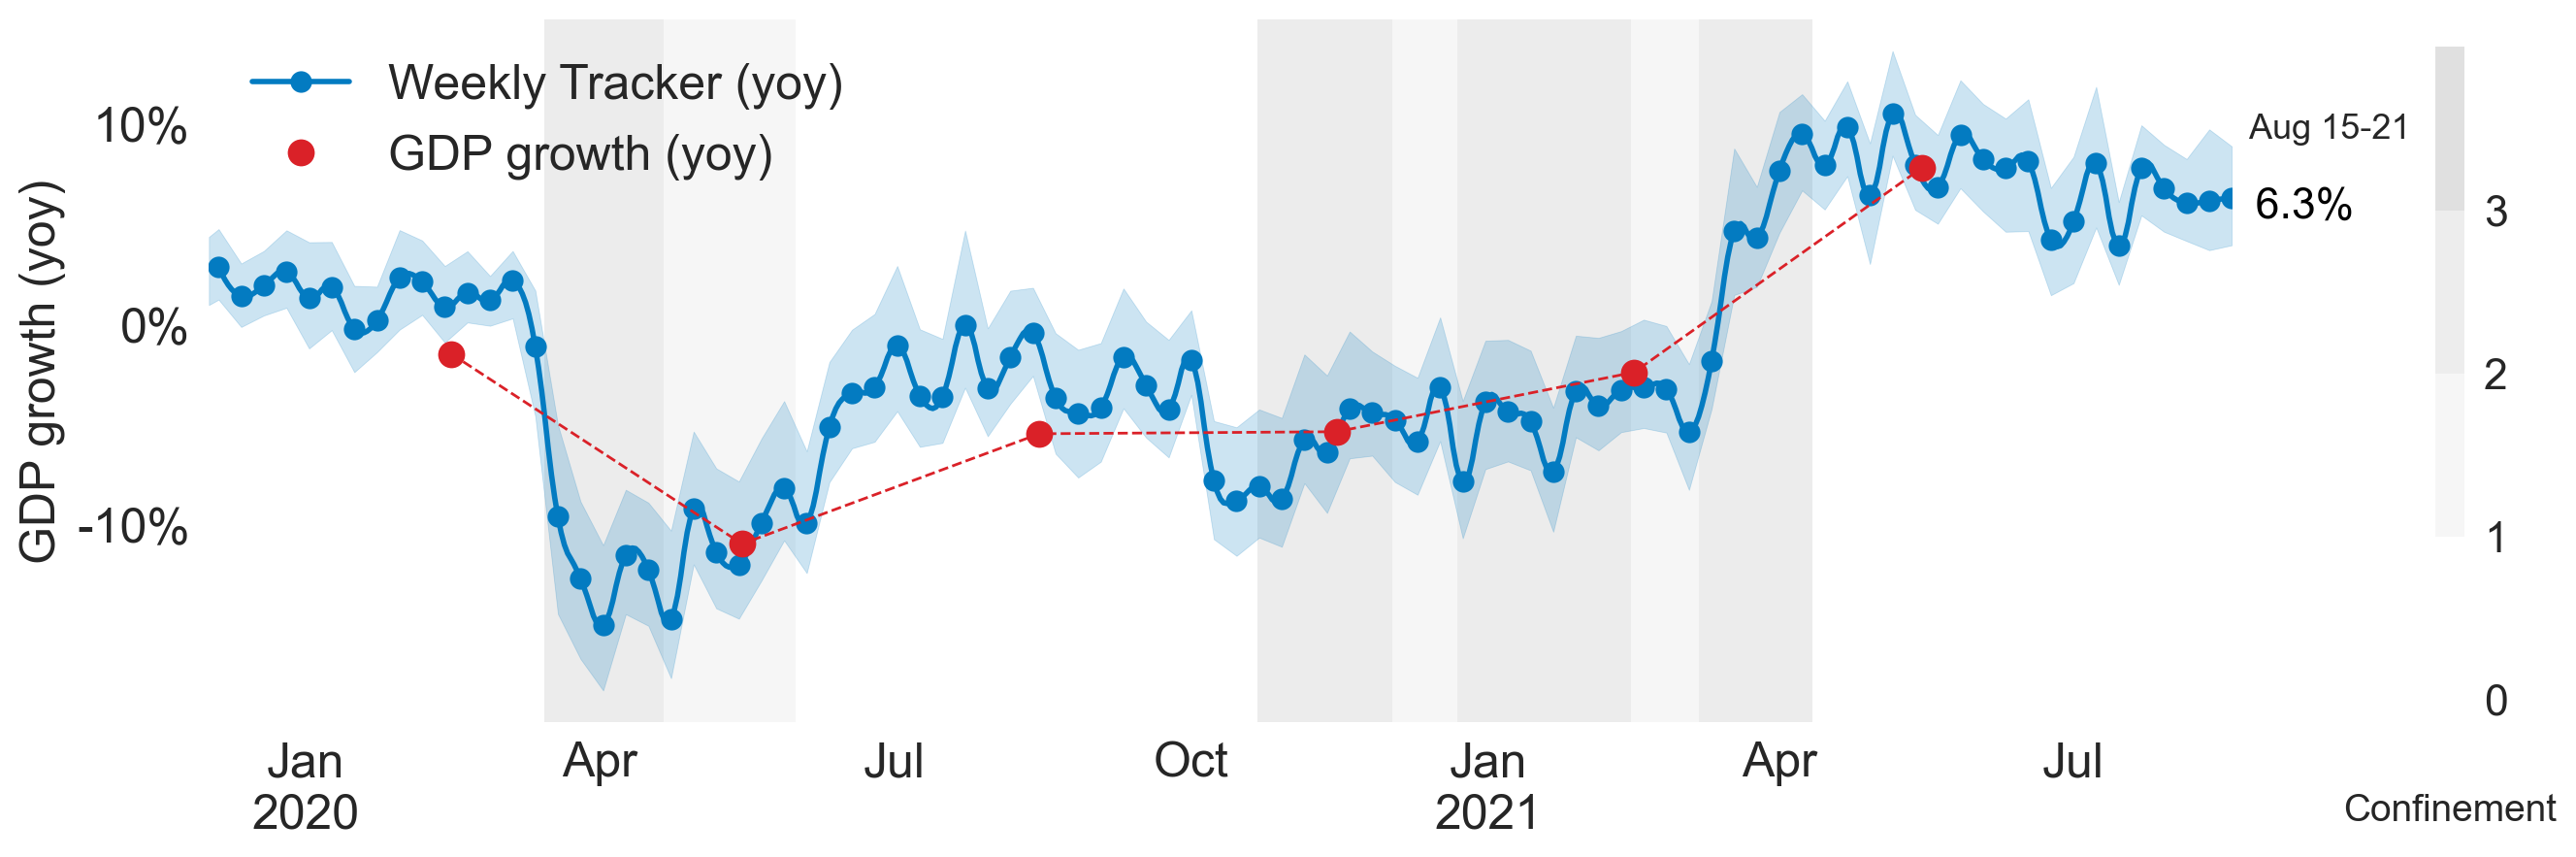 Weekly Tracker (yoy)
GDP growth (yoy)
GDP growth (yoy)
10%
0%
-10%
Aug 15-21
6.3%
3
2
1
0
Jan
2020
Apr
Jul
Oct
Jan
2021
Apr
Jul
Confinement